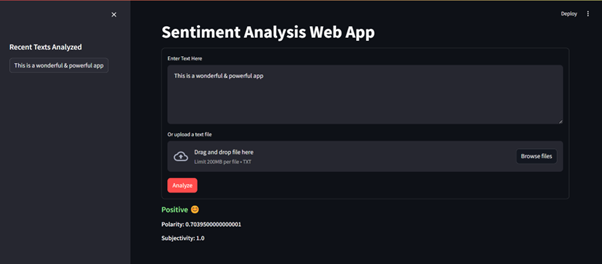 Deploy
Sentiment Analysis Web App
Recent Texts Analyzed
This is a wonderful & powerful app
Enter Text Here
This is a wonderful & powerful app
Or upload a text file
Drag and drop file here
Limit 200MB per file • TXT
Browse files
Analyze
Positive 😊
Polarity: 0.7039500000000001
Subjectivity: 1.0